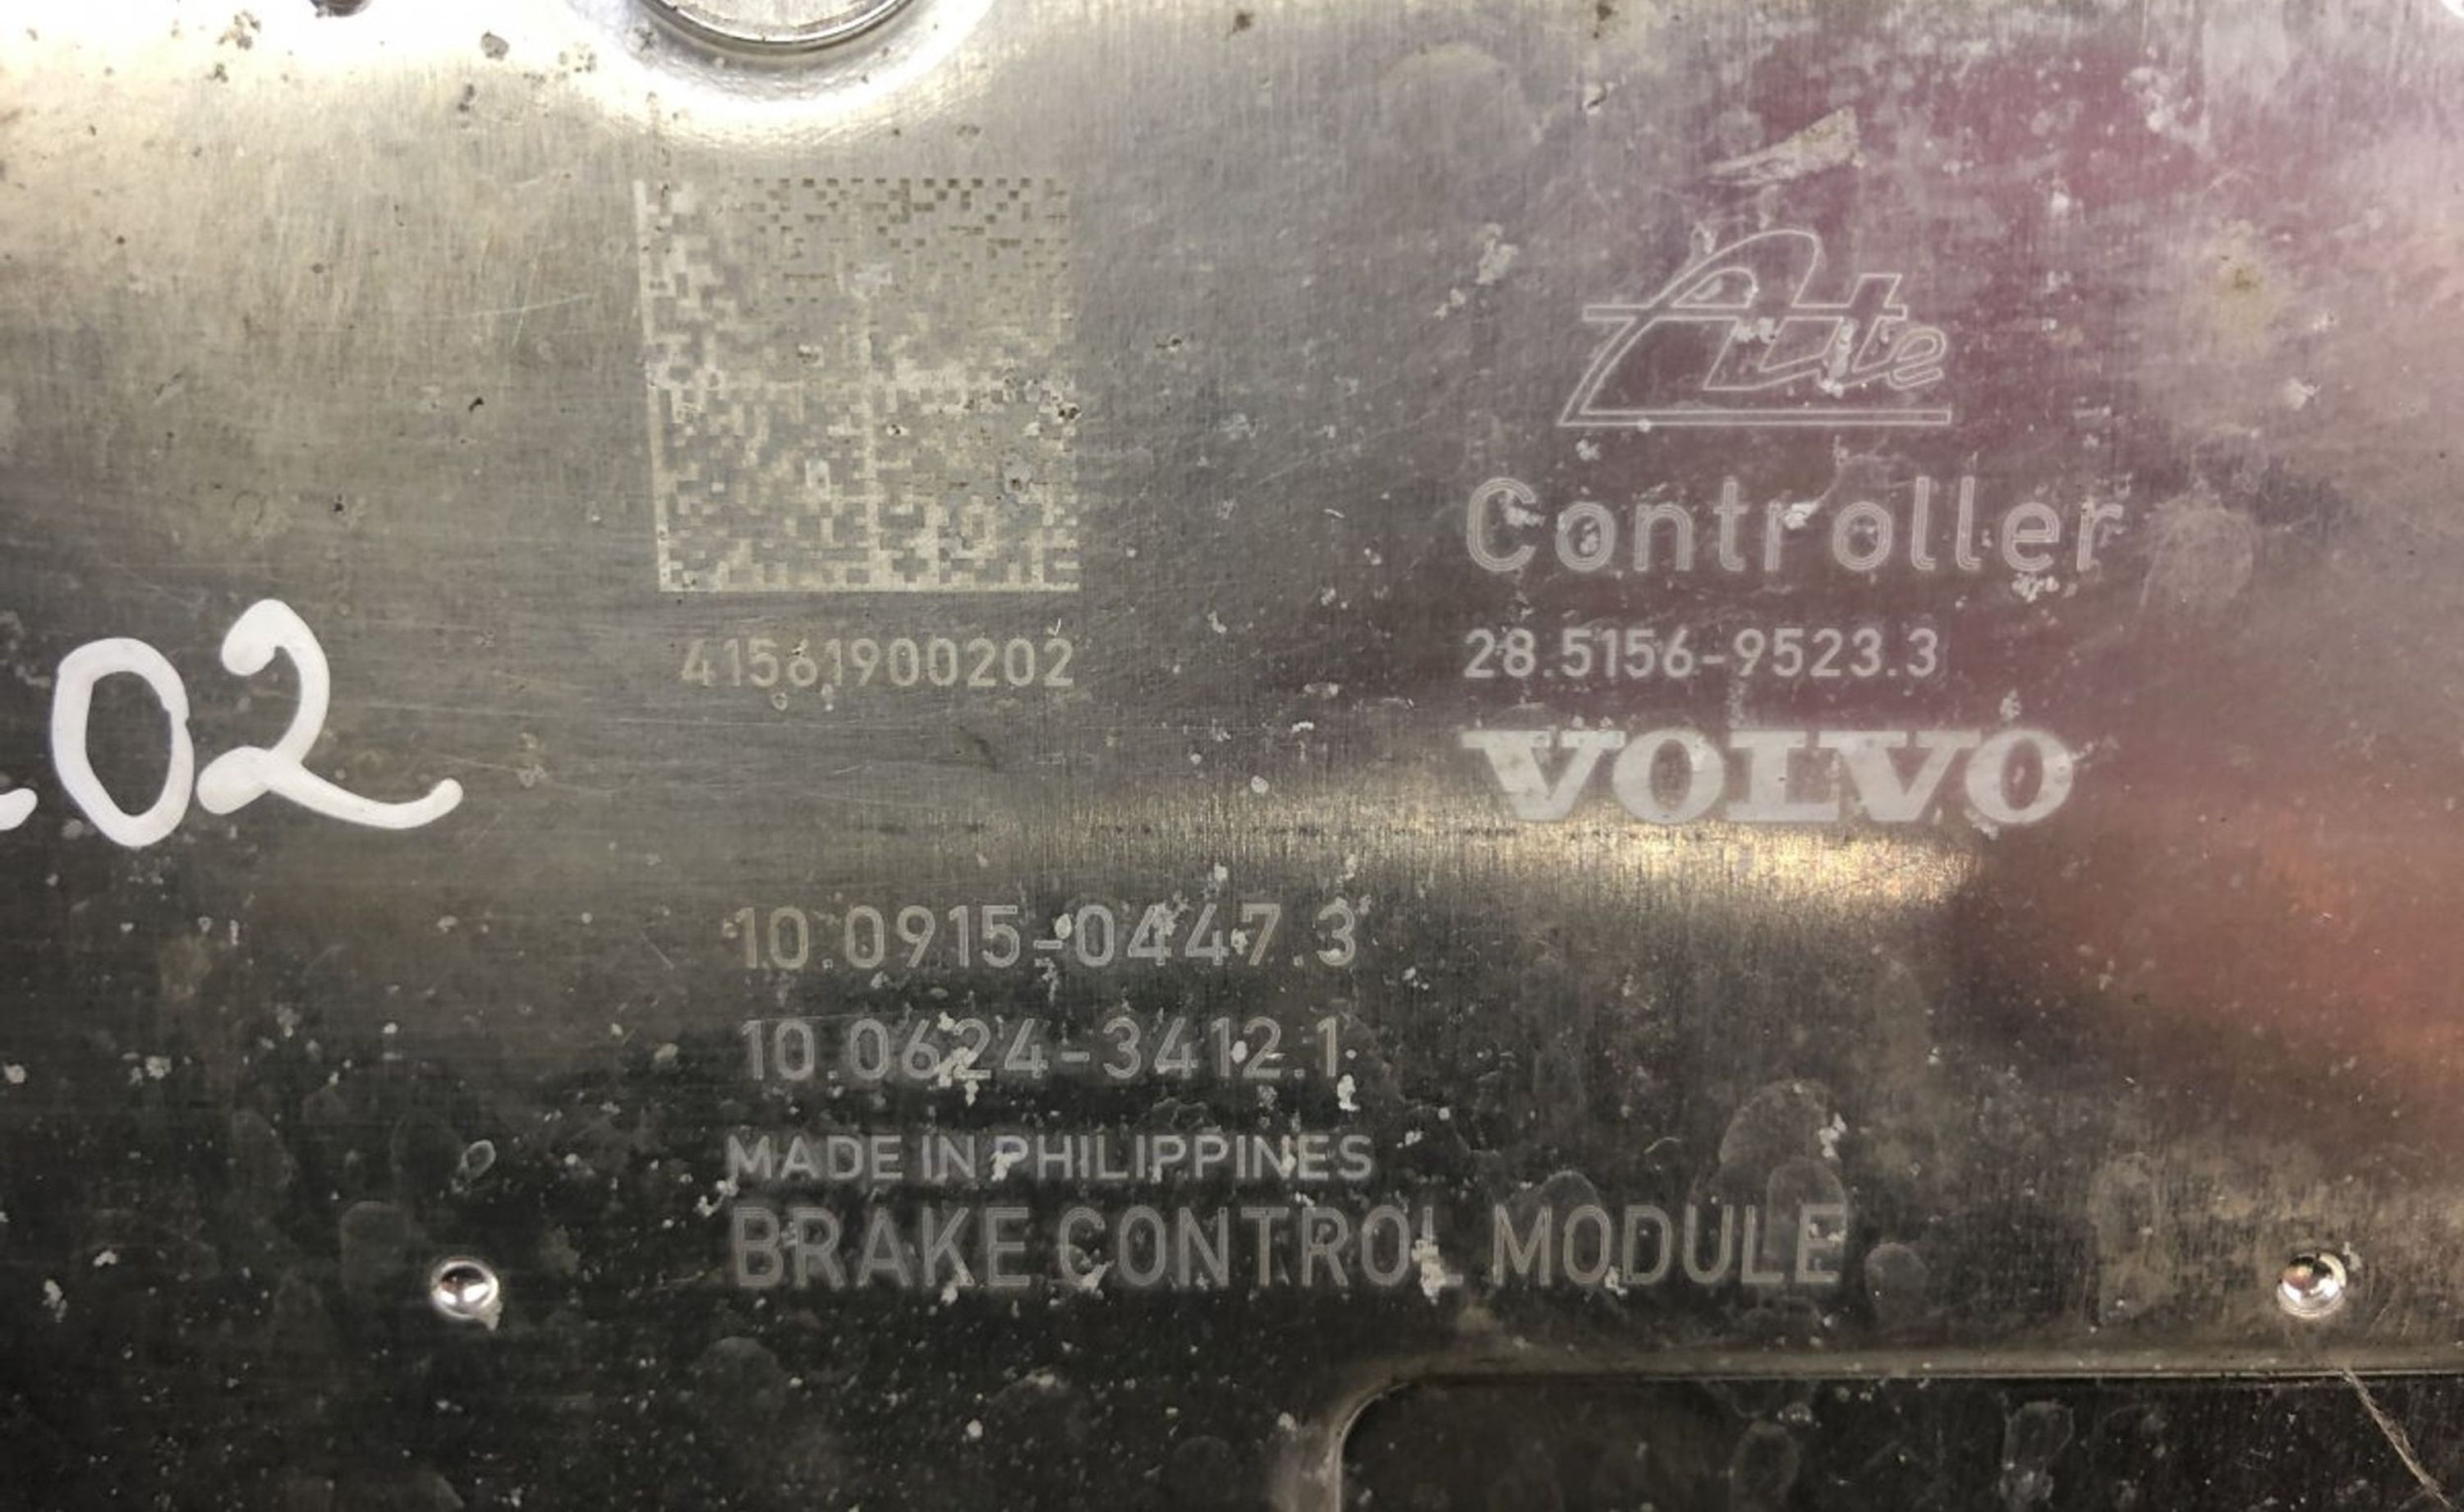 Ate
Controller
41561900202
28.5156-9523.3
02
VOLVO
10.0915-0447.3
10.0624-3412.1
MADE IN PHILIPPINES
BRAKE CONTROL MODULE